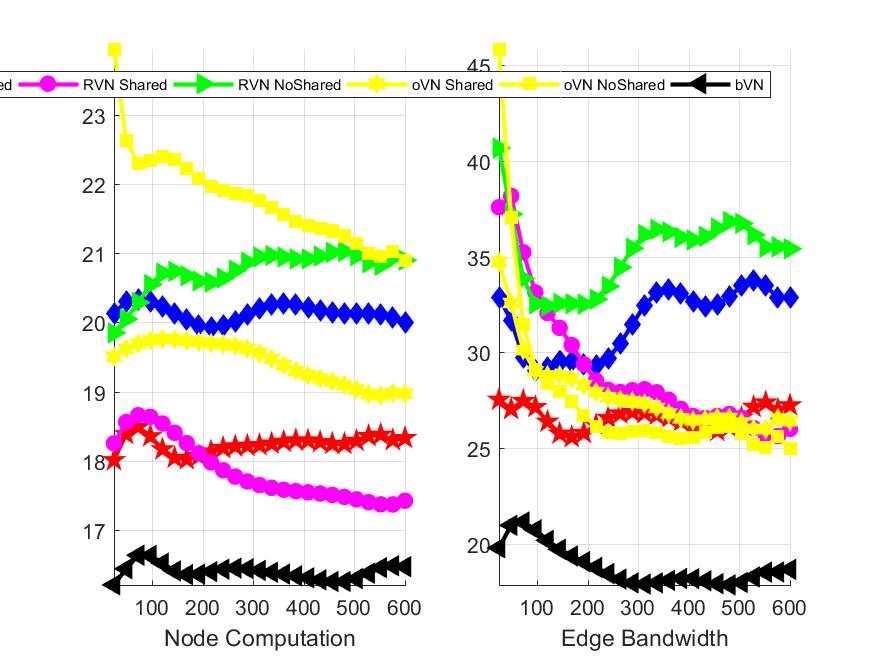 ed RVN Shared RVN NoShared oVN Shared oVN NoShared bVN
23
22
21
20
19
18
17
100 200 300 400 500 600
Node Computation
45
40
35
30
25
20
100 200 300 400 500 600
Edge Bandwidth